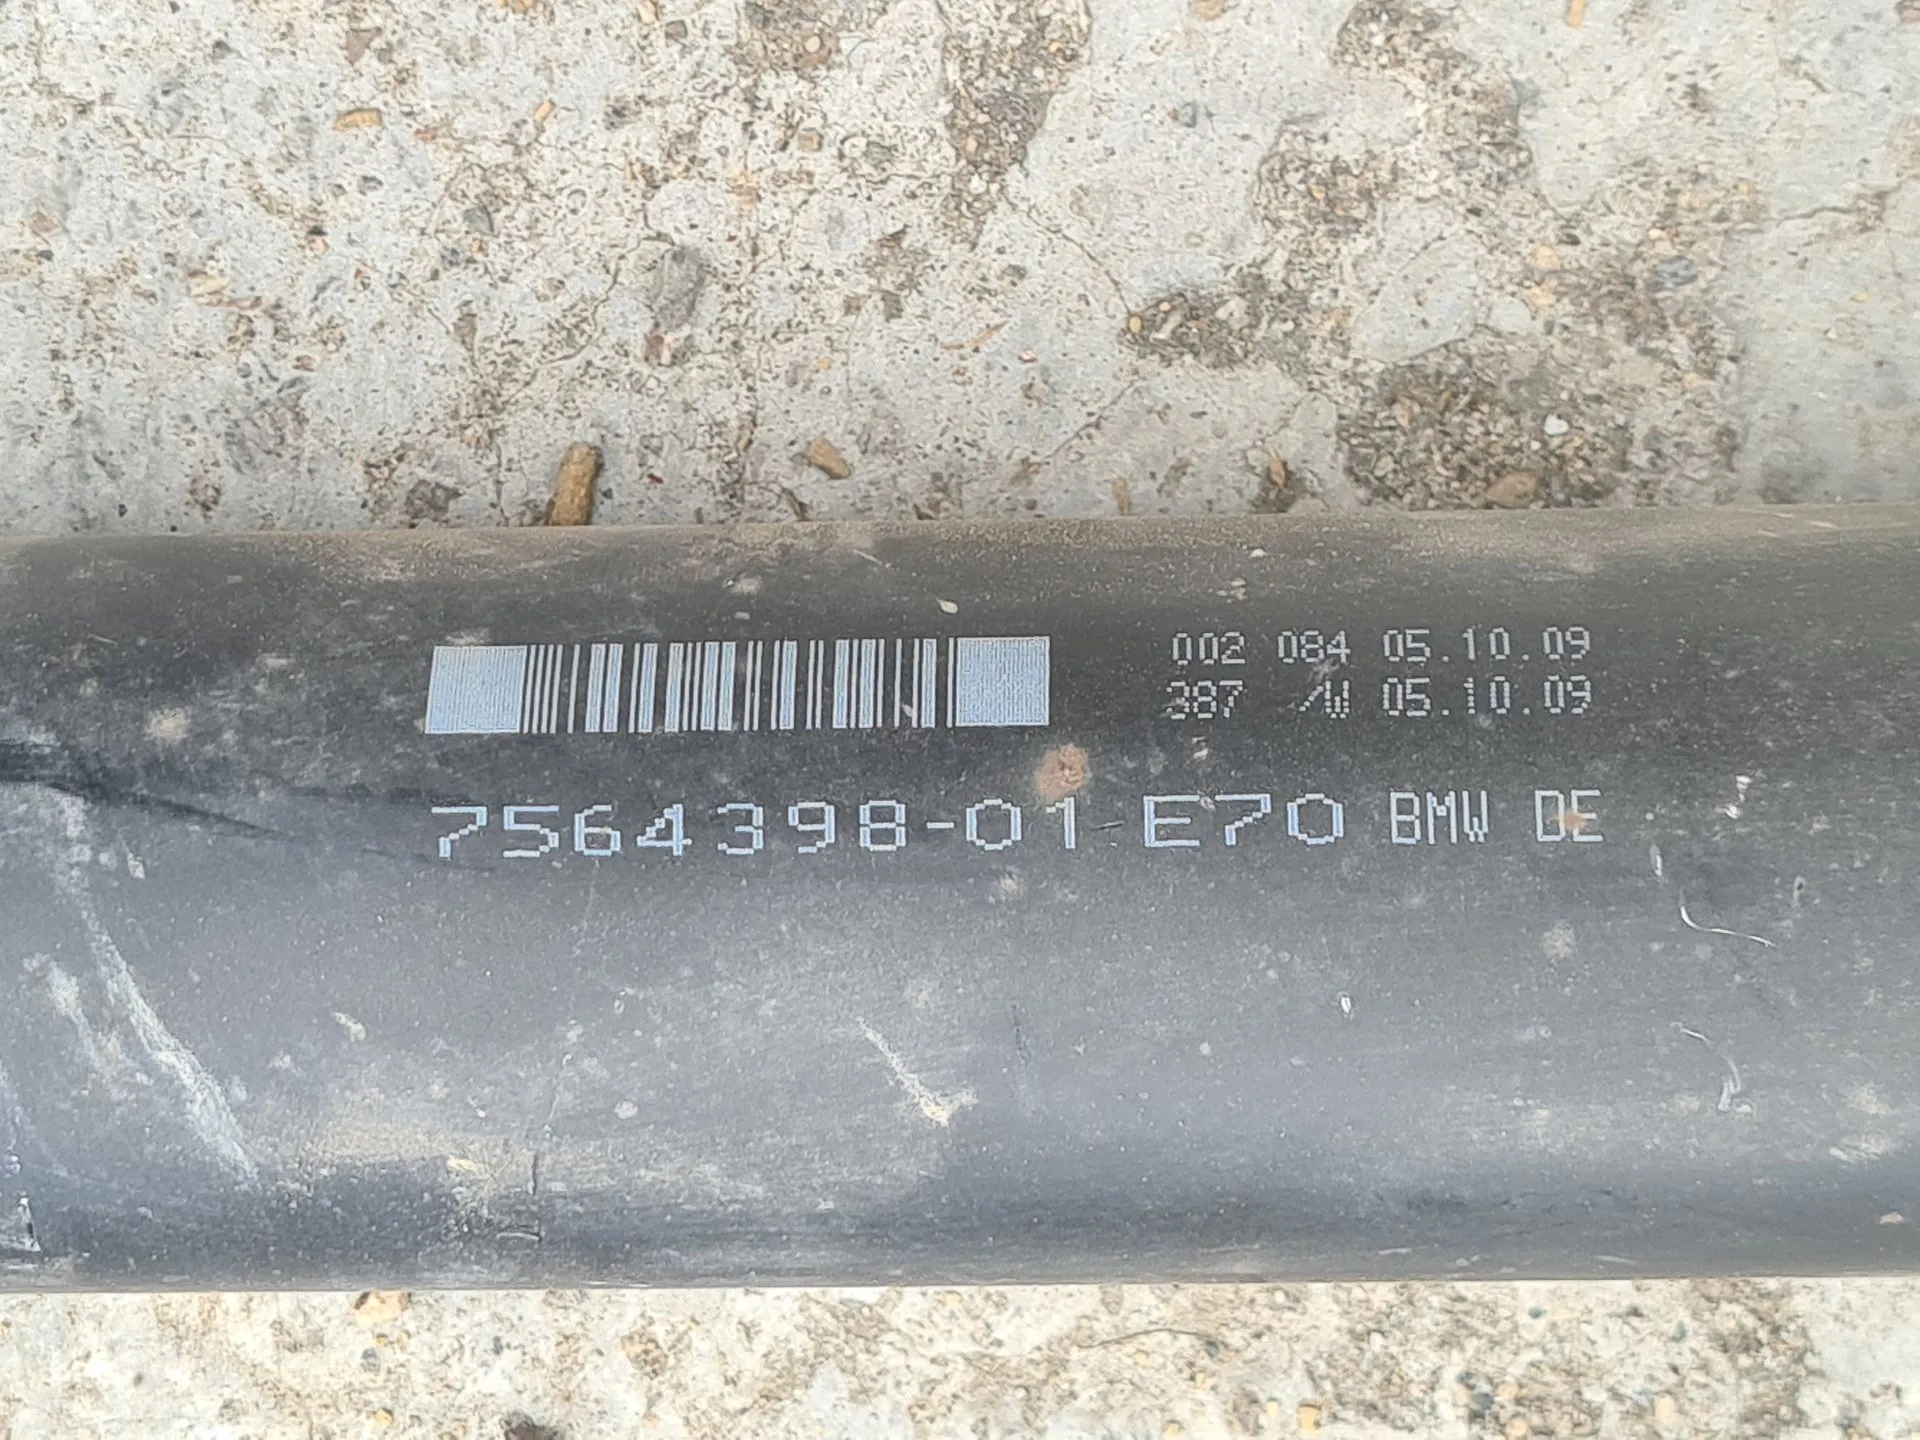 002 084 05.10.09
387 /W 05.10.09
7564398-01 E70 BMW DE